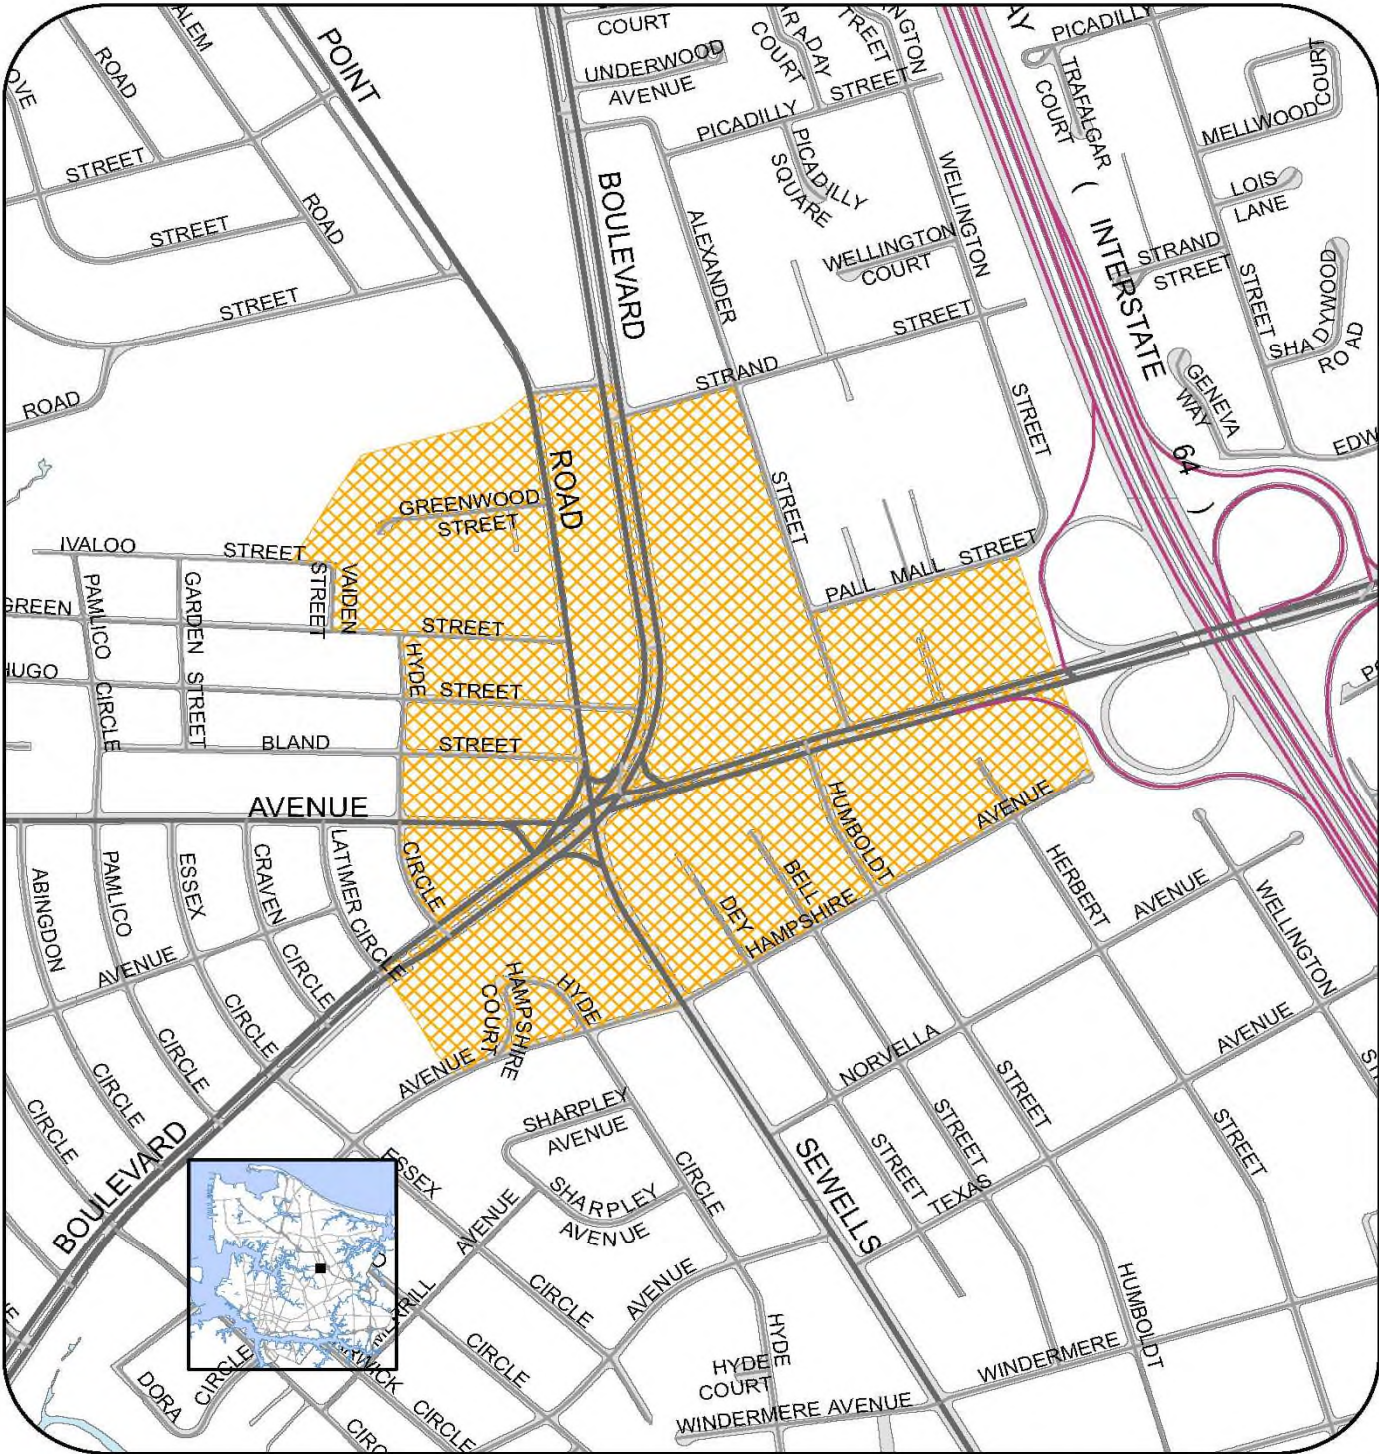 COURT
UNDERWOOD
AVENUE
STREET
PICADILLY
POINT
ROAD
COURT
STREET
PICADILLY
STREET
TRAFALGAR
COURT
COURT
MELLWOOD
STREET
PICADILLY
SQUARE
WELLINGTON
LOIS
LANE
BOULEVARD
ALEXANDER
ROAD
STREET
WELLINGTON
COURT
(
INTERSTATE
64
)
STRAND
STREET
STREET
SHADYWOOD
ROAD
STREET
STREET
STRAND
GENEVA
WAY
ROAD
STREET
ROAD
STREET
GREENWOOD
STREET
IVALOO
STREET
VAIDEN
STREET
PALL MALL STREET
GREEN
PAMLICO
GARDEN
STREET
HYDE
HUGO
CIRCLE
STREET
STREET
BLAND
STREET
AVENUE
HUMBOLDT
AVENUE
ABINGDON
PAMLICO
ESSEX
CRAVEN
LATIMER
CIRCLE
CIRCLE
BELL
DEY
HAMPSHIRE
HERBERT
AVENUE
WELLINGTON
AVENUE
CIRCLE
CIRCLE
HAMPSHIRE
COURT
HYDE
CIRCLE
AVENUE
NORVELLA
AVENUE
CIRCLE
CIRCLE
STREET
STREET
STREET
STREET
SHARPLEY
AVENUE
CIRCLE
BOULEVARD
ESSEX
SHARPLEY
AVENUE
SEWELLS
TEXAS
AVENUE
CIRCLE
AVENUE
HUMBOLDT
CIRCLE
HYDE
HYDE
COURT
WINDERMERE
DORA
CIRCLE
CIRCLE
WINDERMERE AVENUE